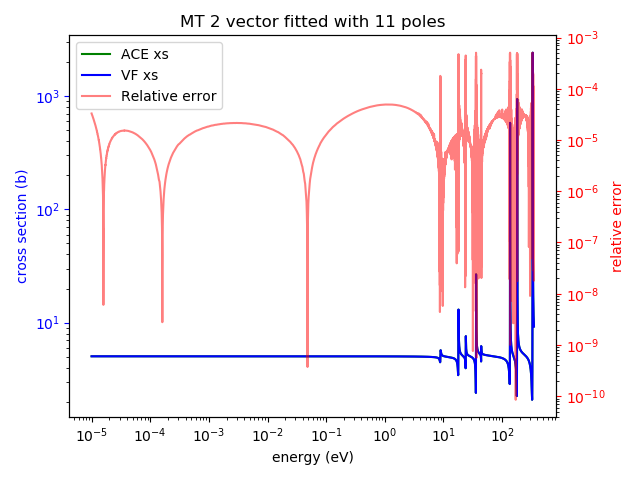 MT 2 vector fitted with 11 poles
ACE xs
VF xs
Relative error
cross section (b)
10³
10²
10¹
10⁻³
10⁻⁴
10⁻⁵
10⁻⁶
10⁻⁷
10⁻⁸
10⁻⁹
10⁻¹⁰
relative error
10⁻⁵ 10⁻⁴ 10⁻³ 10⁻² 10⁻¹ 10⁰ 10¹ 10²
energy (eV)